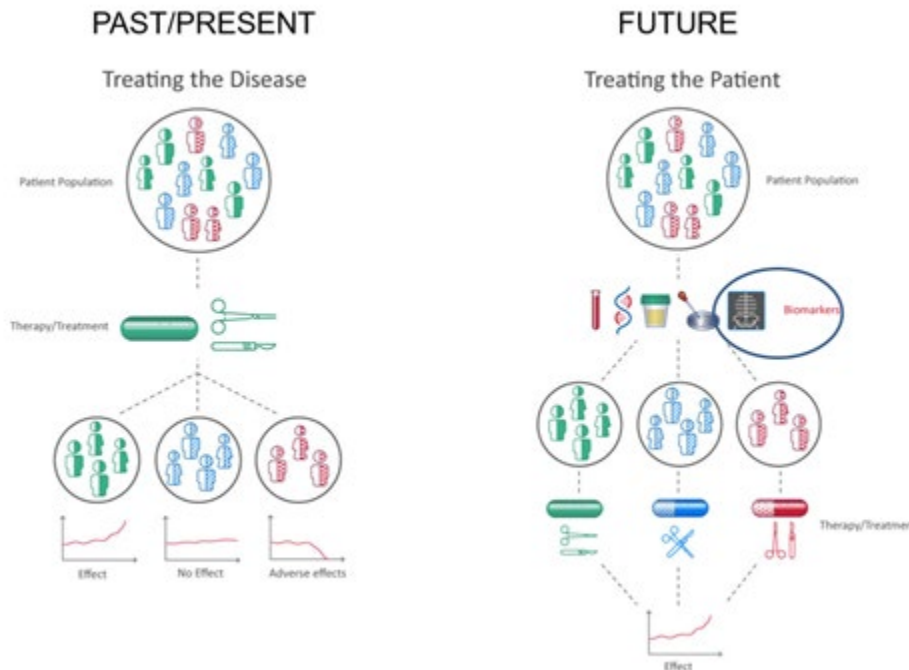 PAST/PRESENT
Treating the Disease
Patient Population
Therapy/Treatment
Effect
No Effect
Adverse effects
FUTURE
Treating the Patient
Patient Population
Biomarkers
Therapy/Treatment
Effect